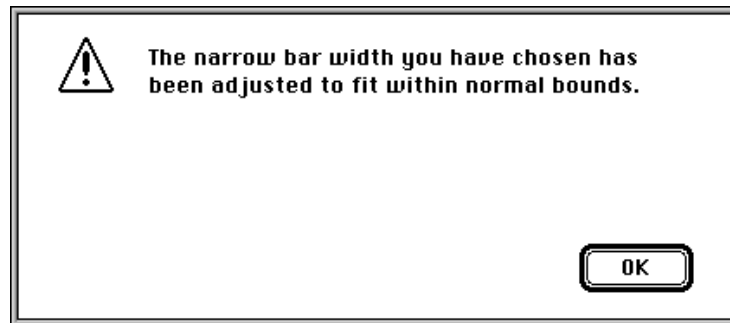 The narrow bar width you have chosen has
been adjusted to fit within normal bounds.
OK